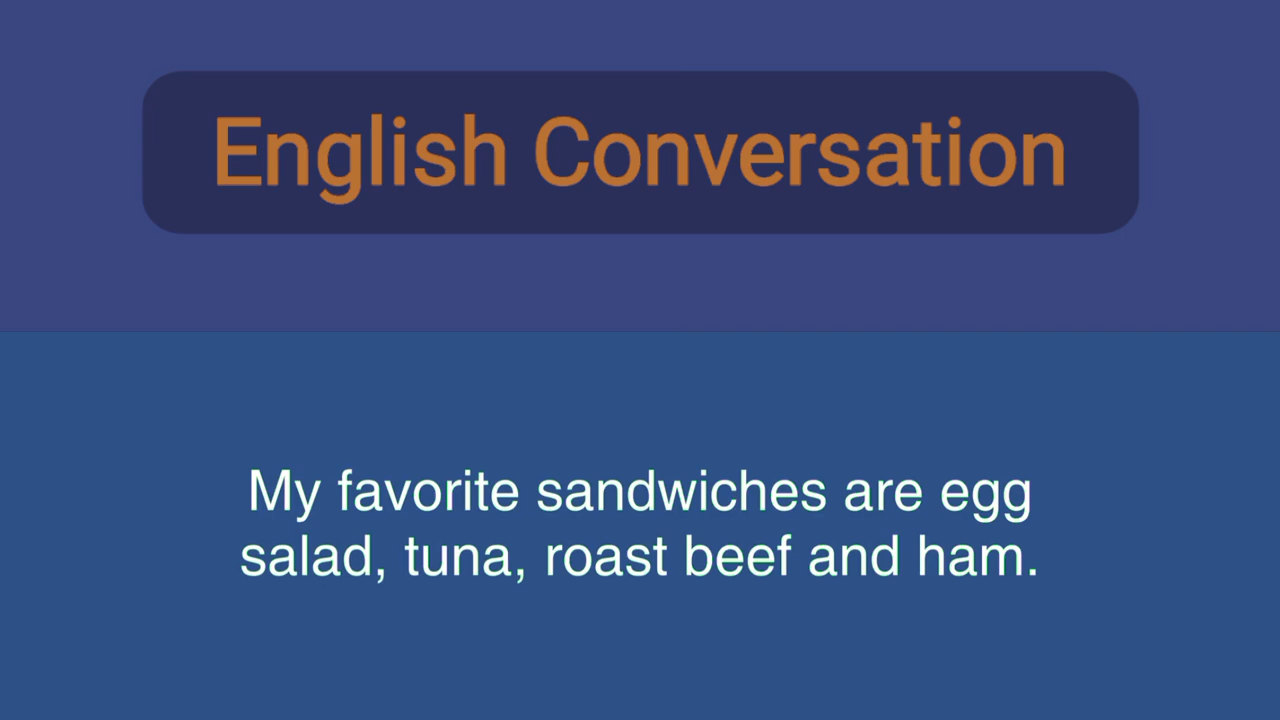 English Conversation
My favorite sandwiches are egg
salad, tuna, roast beef and ham.